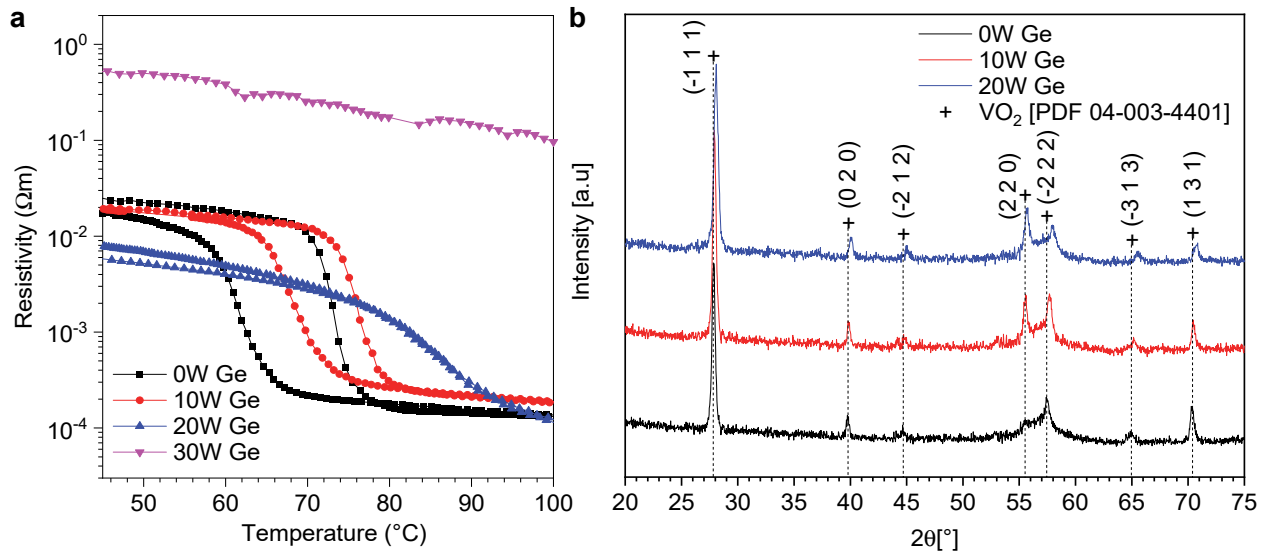 a
Resistivity (Ωm)
10⁰
10⁻¹
10⁻²
10⁻³
10⁻⁴
0W Ge
10W Ge
20W Ge
30W Ge
50 60 70 80 90 100
Temperature (°C)
b
Intensity [a.u]
0W Ge
10W Ge
20W Ge
+ VO₂ [PDF 04-003-4401]
(-1 1 1)
(0 2 0)
(-2 1 2)
(2 2 0)
(-2 2 2)
(-3 1 3)
(1 3 1)
20 25 30 35 40 45 50 55 60 65 70 75
2θ[°]